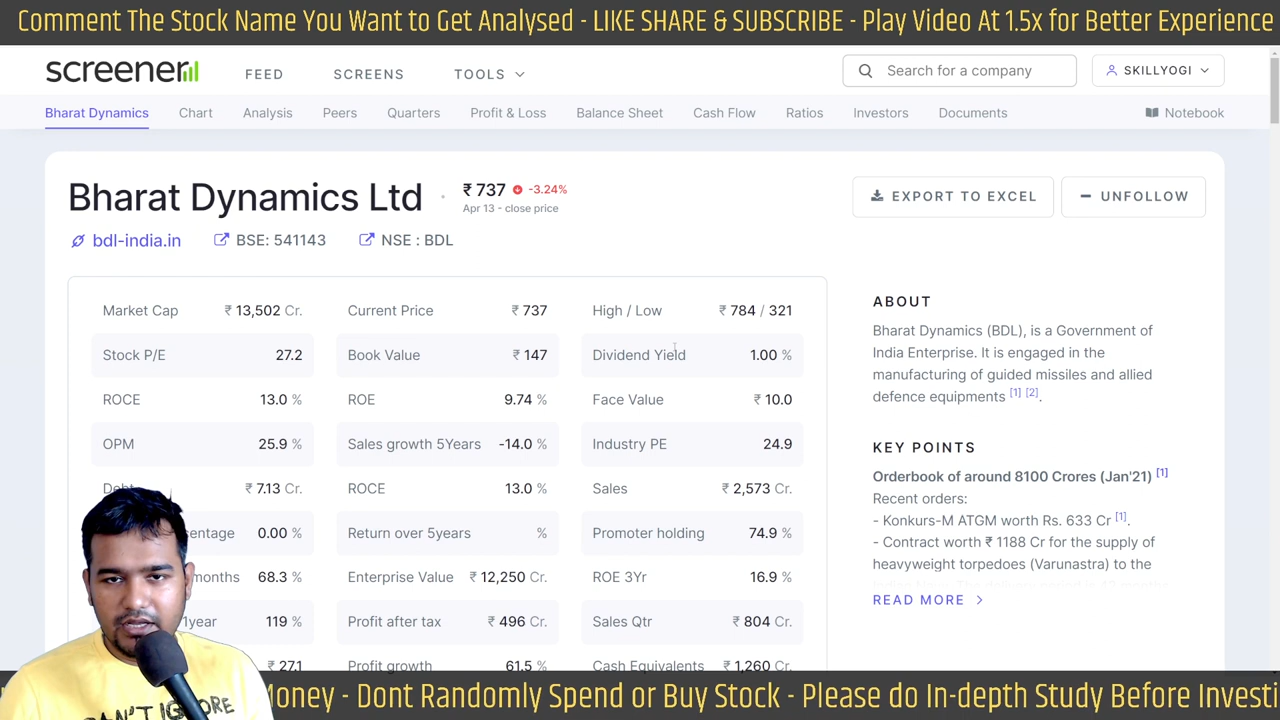 Comment The Stock Name You Want to Get Analysed - LIKE SHARE & SUBSCRIBE - Play Video At 1.5x for Better Experience
screener
FEED SCREENS TOOLS
Search for a company
SKILLYOGI
Bharat Dynamics Chart Analysis Peers Quarters Profit & Loss Balance Sheet Cash Flow Ratios Investors Documents Notebook
Bharat Dynamics Ltd
₹ 737 -3.24%
Apr 13 - close price
EXPORT TO EXCEL
UNFOLLOW
bdl-india.in BSE: 541143 NSE : BDL
Market Cap ₹ 13,502 Cr. Current Price ₹ 737 High / Low ₹ 784 / 321
Stock P/E 27.2 Book Value ₹ 147 Dividend Yield 1.00 %
ROCE 13.0 % ROE 9.74 % Face Value ₹ 10.0
OPM 25.9 % Sales growth 5Years -14.0 % Industry PE 24.9
Debt ₹ 7.13 Cr. ROCE 13.0 % Sales ₹ 2,573 Cr.
entage 0.00 % Return over 5years % Promoter holding 74.9 %
months 68.3 % Enterprise Value ₹ 12,250 Cr. ROE 3Yr 16.9 %
1year 119 % Profit after tax ₹ 496 Cr. Sales Qtr ₹ 804 Cr.
₹ 27.1 Profit growth 61.5 % Cash Equivalents ₹ 1,260 Cr.
ABOUT
Bharat Dynamics (BDL), is a Government of
India Enterprise. It is engaged in the
manufacturing of guided missiles and allied
defence equipments [1] [2].
KEY POINTS
Orderbook of around 8100 Crores (Jan'21) [1]
Recent orders:
- Konkurs-M ATGM worth Rs. 633 Cr [1].
- Contract worth ₹ 1188 Cr for the supply of
heavyweight torpedoes (Varunastra) to the
READ MORE
CAN'T IGNORE
Money - Dont Randomly Spend or Buy Stock - Please do In-depth Study Before Investi